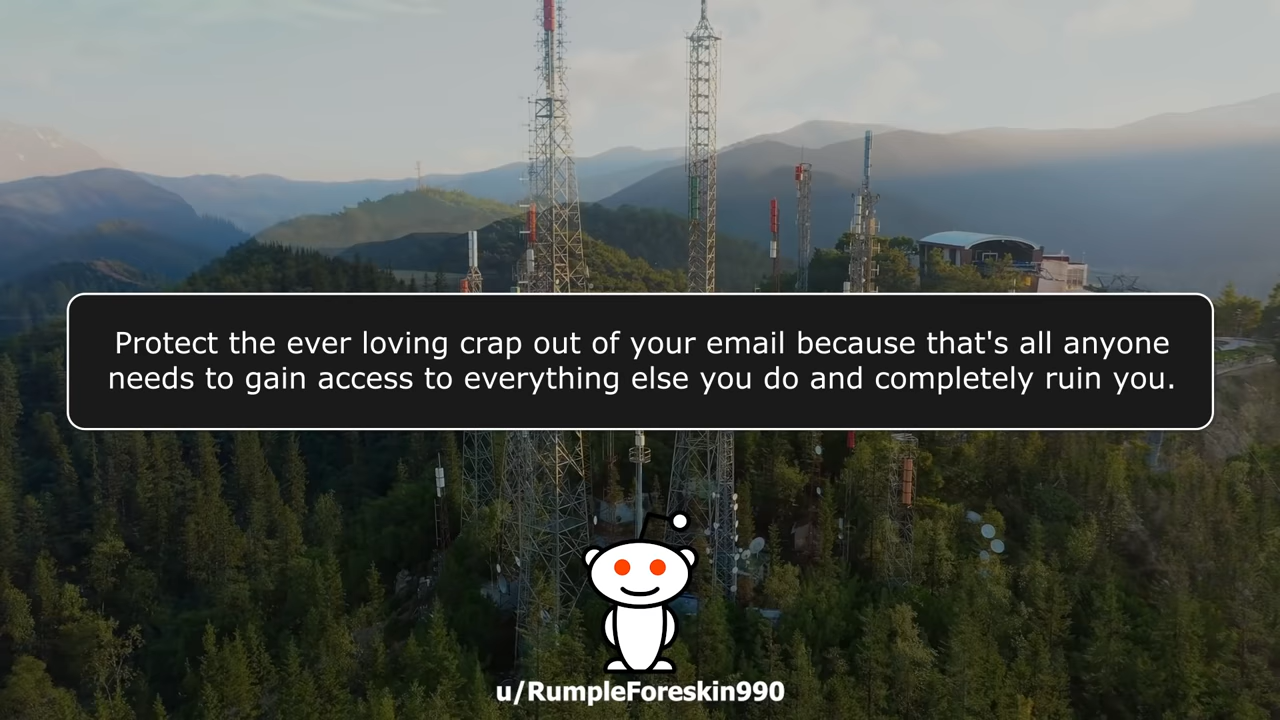 Protect the ever loving crap out of your email because that's all anyone
needs to gain access to everything else you do and completely ruin you.
u/RumpleForeskin990